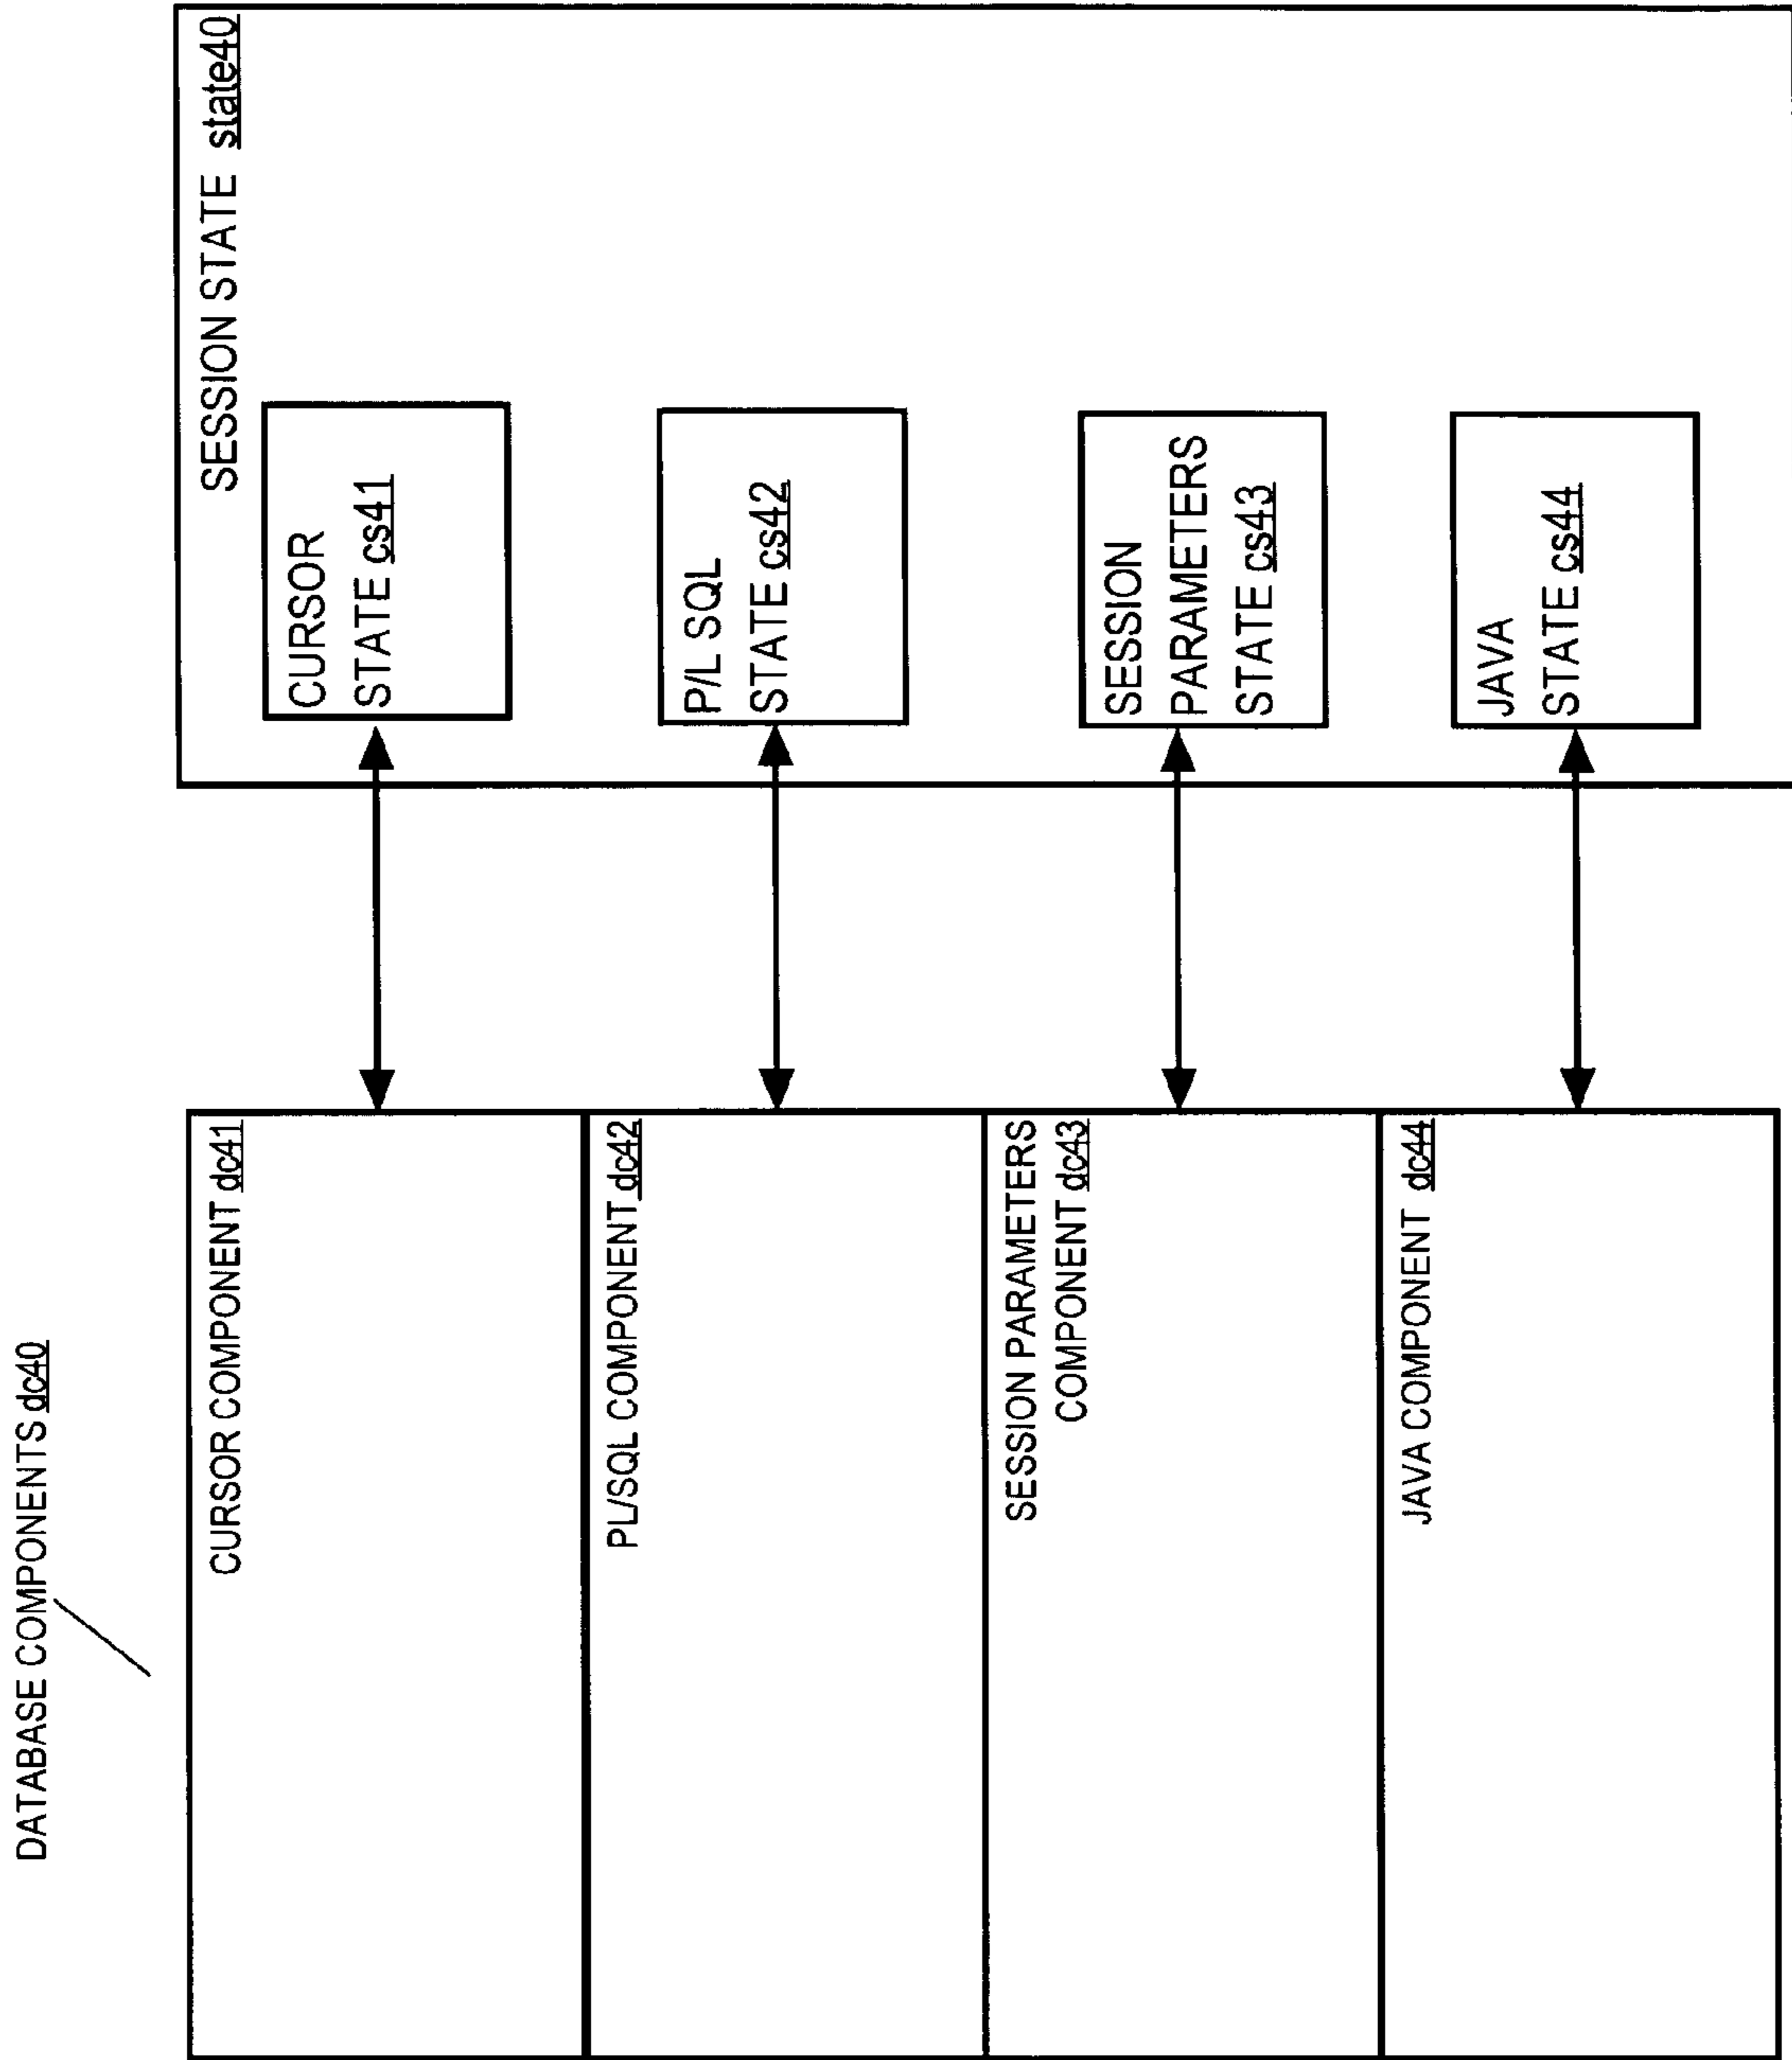 DATABASE COMPONENTS dc40
CURSOR COMPONENT dc41
PL/SQL COMPONENT dc42
SESSION PARAMETERS
COMPONENT dc43
JAVA COMPONENT dc44
SESSION STATE state40
CURSOR
STATE cs41
P/L SQL
STATE cs42
SESSION
PARAMETERS
STATE cs43
JAVA
STATE cs44